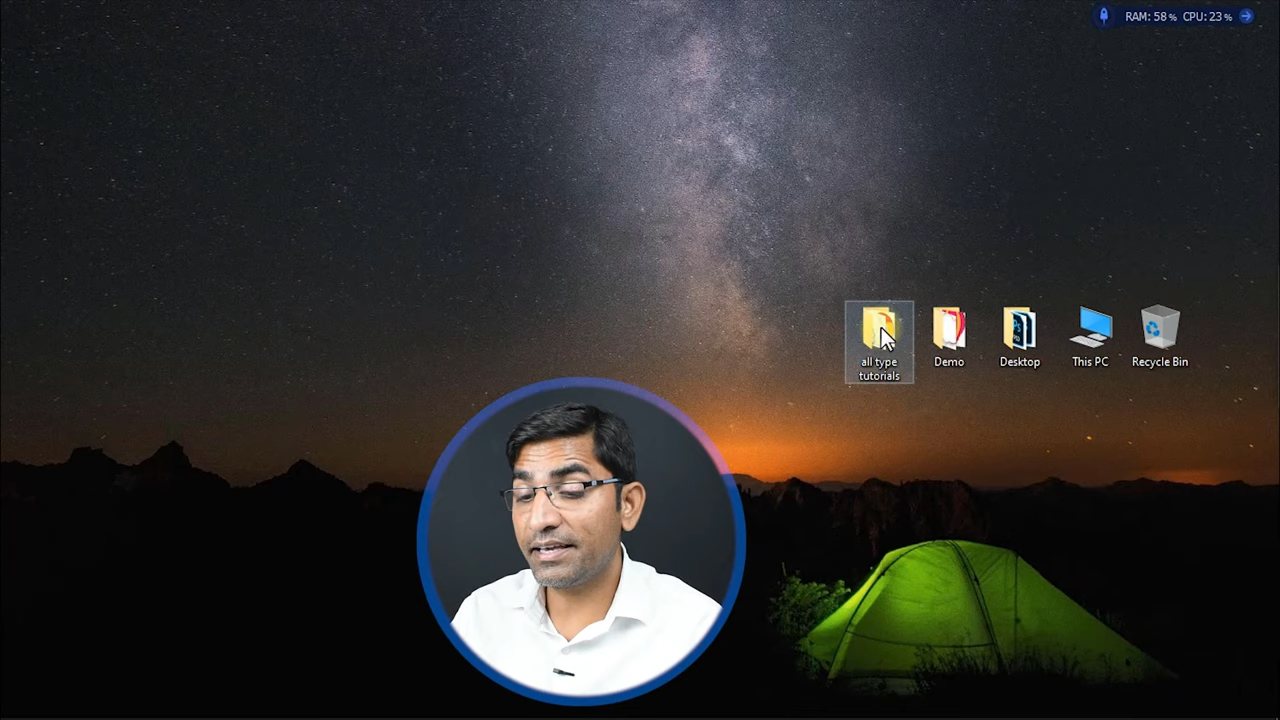 RAM: 58 % CPU: 23 %
all type
tutorials
Demo
Desktop
This PC
Recycle Bin